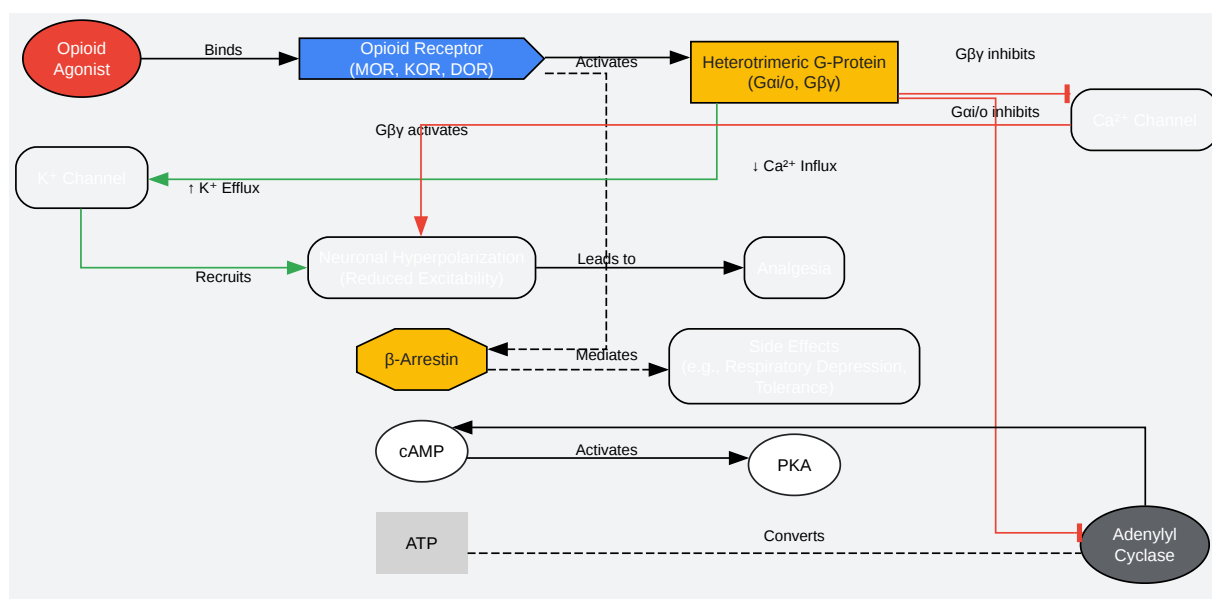 Opioid
Agonist
Binds
Opioid Receptor
(MOR, KOR, DOR)
Activates
Heterotrimeric G-Protein
(Gαi/o, Gβγ)
Gβγ inhibits
Gαi/o inhibits
Ca²⁺ Channel
Gβγ activates
↓ Ca²⁺ Influx
K⁺ Channel
↑ K⁺ Efflux
Neuronal Hyperpolarization
(Reduced Excitability)
Leads to
Analgesia
Recruits
β-Arrestin
Mediates
Side Effects
(e.g., Respiratory Depression,
Tolerance)
cAMP
Activates
PKA
ATP
Converts
Adenylyl
Cyclase